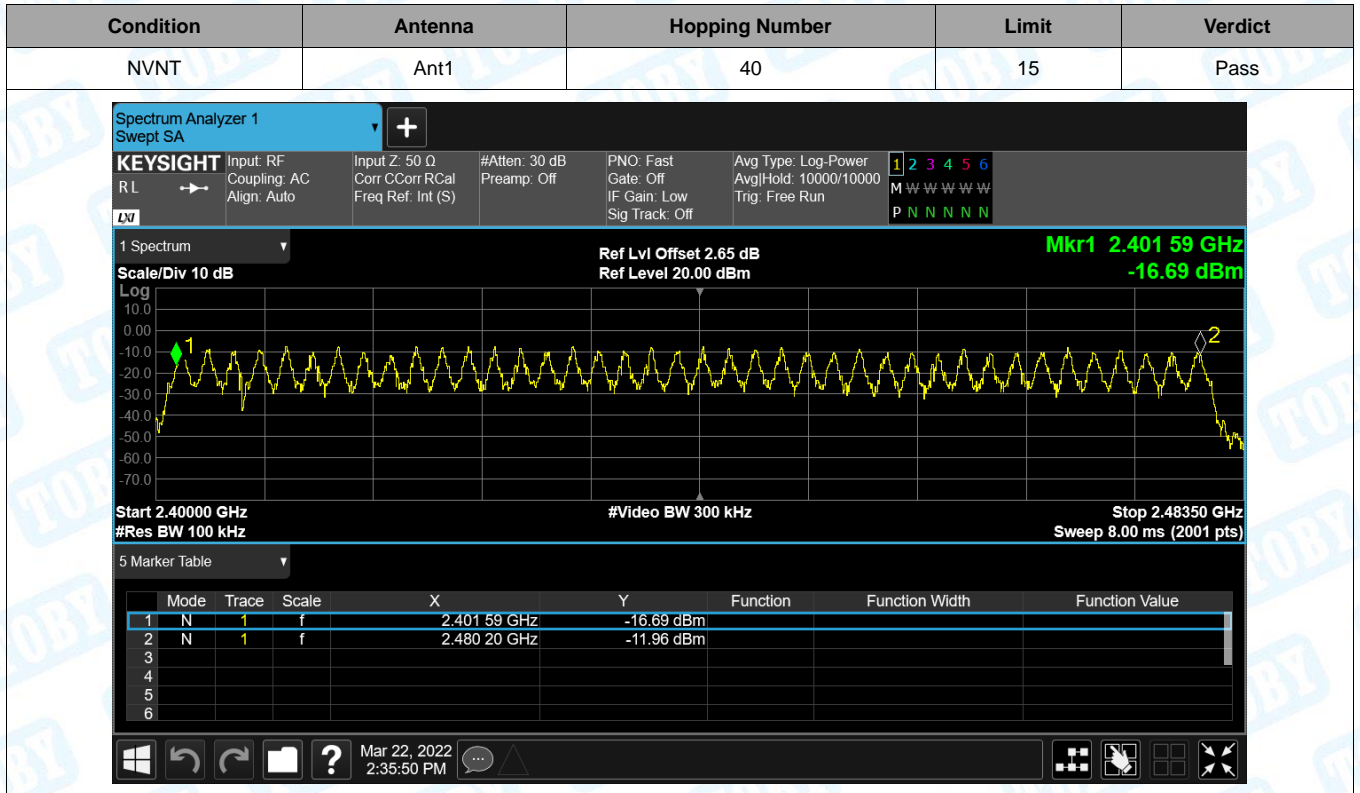 Condition Antenna Hopping Number Limit Verdict
NVNT Ant1 40 15 Pass
Spectrum Analyzer 1
Swept SA
KEYSIGHT Input: RF Input Z: 50 Ω #Atten: 30 dB PNO: Fast Avg Type: Log-Power 1 2 3 4 5 6
R L Coupling: AC Corr CCorr RCal Preamp: Off Gate: Off Avg|Hold: 10000/10000 M W W W W W
Align: Auto Freq Ref: Int (S) IF Gain: Low Trig: Free Run
LXI Sig Track: Off P N N N N N
1 Spectrum Ref Lvl Offset 2.65 dB Mkr1 2.401 59 GHz
Scale/Div 10 dB Ref Level 20.00 dBm -16.69 dBm
Log
10.0
0.00
-10.0
-20.0
-30.0
-40.0
-50.0
-60.0
-70.0
1
2
Start 2.40000 GHz #Video BW 300 kHz Stop 2.48350 GHz
#Res BW 100 kHz Sweep 8.00 ms (2001 pts)
5 Marker Table
Mode Trace Scale X Y Function Function Width Function Value
1 N 1 f 2.401 59 GHz -16.69 dBm
2 N 1 f 2.480 20 GHz -11.96 dBm
3
4
5
6
? Mar 22, 2022
2:35:50 PM
TOBY